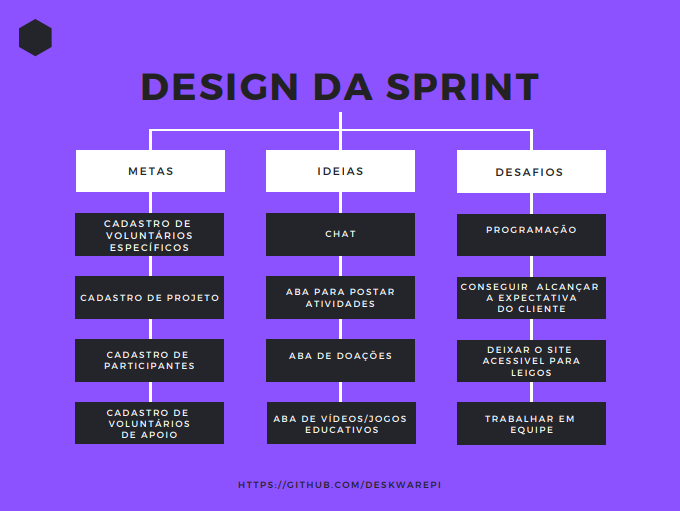 DESIGN DA SPRINT
METAS
CADASTRO DE
VOLUNTÁRIOS
ESPECÍFICOS
CADASTRO DE PROJETO
CADASTRO DE
PARTICIPANTES
CADASTRO DE
VOLUNTÁRIOS
DE APOIO
IDEIAS
CHAT
ABA PARA POSTAR
ATIVIDADES
ABA DE DOAÇÕES
ABA DE VÍDEOS/JOGOS
EDUCATIVOS
DESAFIOS
PROGRAMAÇÃO
CONSEGUIR ALCANÇAR
A EXPECTATIVA
DO CLIENTE
DEIXAR O SITE
ACESSIVEL PARA
LEIGOS
TRABALHAR EM
EQUIPE
HTTPS://GITHUB.COM/DESKWAREPI